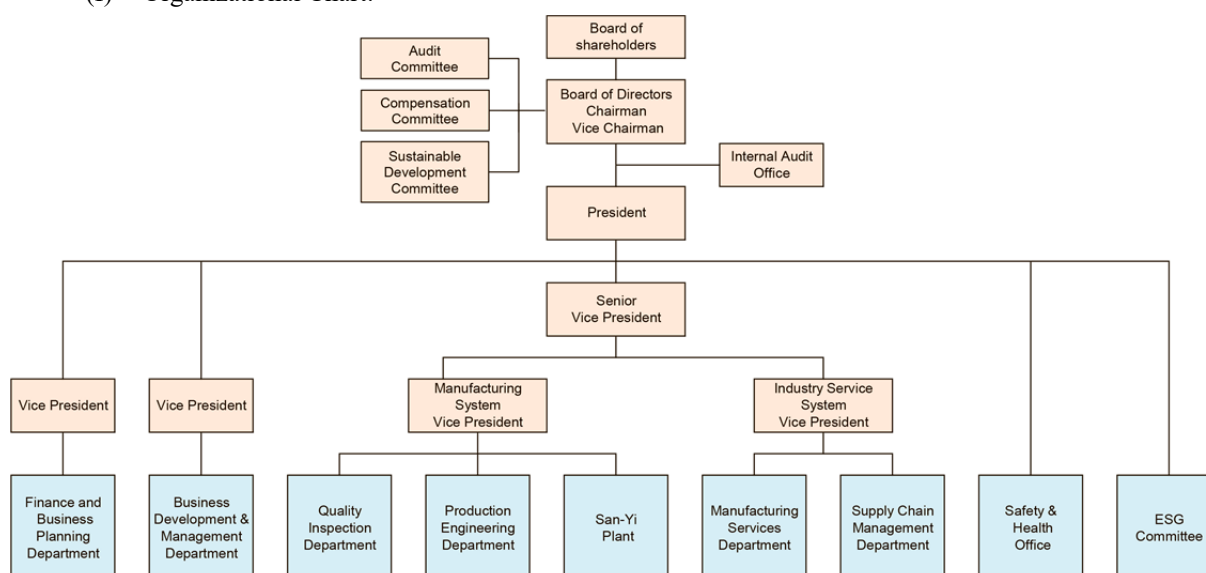 Board of
shareholders
Audit
Committee
Board of Directors
Chairman
Vice Chairman
Compensation
Committee
Sustainable
Development
Committee
Internal Audit
Office
President
Senior
Vice President
Vice President
Vice President
Manufacturing
System
Vice President
Industry Service
System
Vice President
Finance and
Business
Planning
Department
Business
Development &
Management
Department
Quality
Inspection
Department
Production
Engineering
Department
San-Yi
Plant
Manufacturing
Services
Department
Supply Chain
Management
Department
Safety &
Health
Office
ESG
Committee